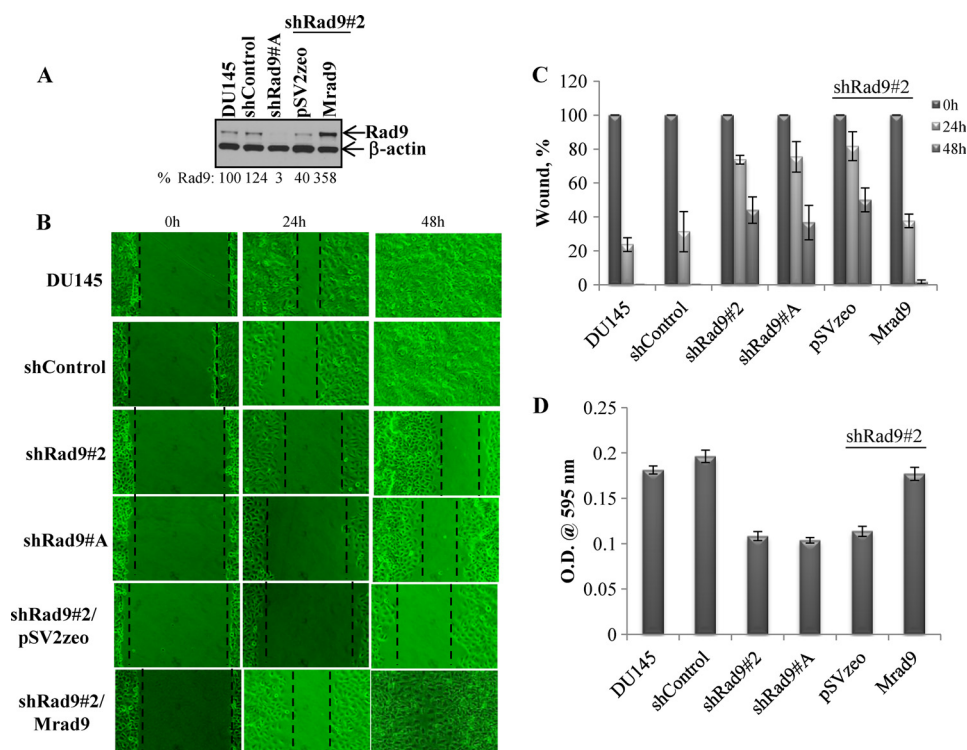 A
shRad9#2
DU145
shControl
shRad9#A
pSV2zeo
Mrad9
Rad9
β-actin
% Rad9: 100 124 3 40 358
B
0h 24h 48h
DU145
shControl
shRad9#2
shRad9#A
shRad9#2/
pSV2zeo
shRad9#2/
Mrad9
C
shRad9#2
0h
24h
48h
Wound, %
120
100
80
60
40
20
0
DU145
shControl
shRad9#2
shRad9#A
pSVzeo
Mrad9
D
shRad9#2
O.D. @ 595 nm
0.25
0.2
0.15
0.1
0.05
0
DU145
shControl
shRad9#2
shRad9#A
pSVzeo
Mrad9